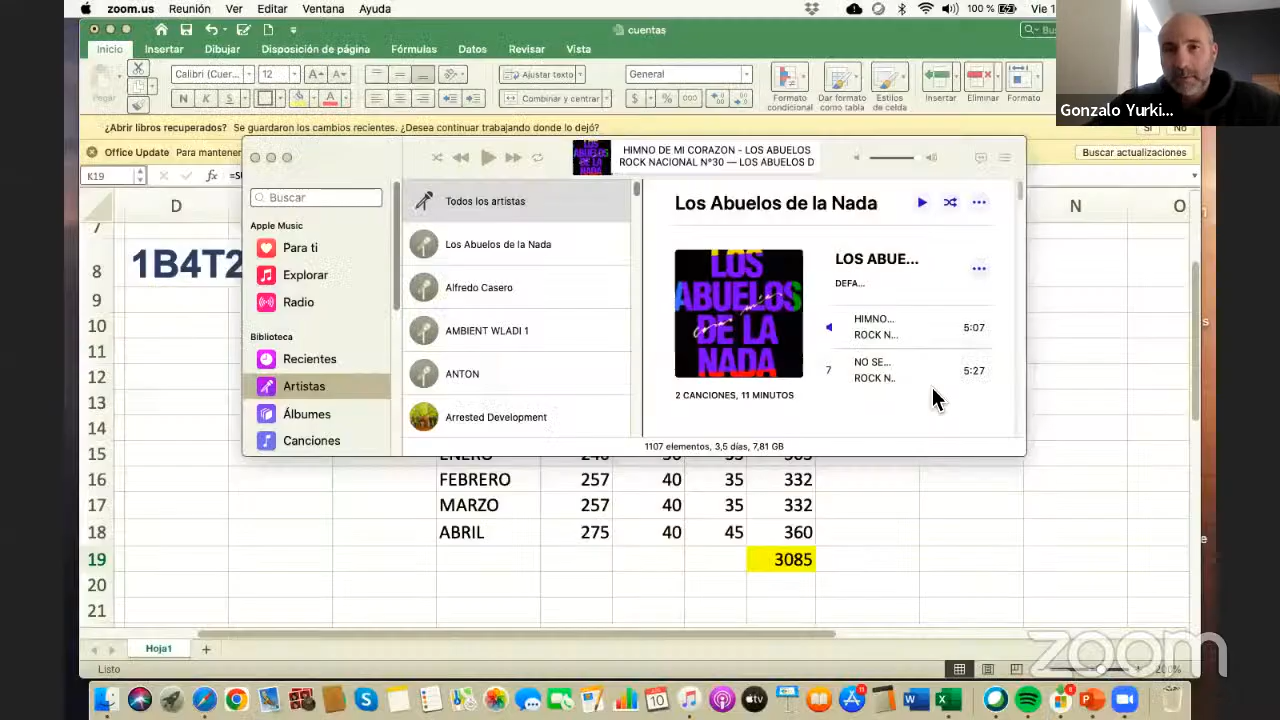 zoom.us Reunión Ver Editar Ventana Ayuda 100 % Vie 1
cuentas
Inicio Insertar Dibujar Disposición de página Fórmulas Datos Revisar Vista
Pegar Calibri (Cuer... 12 Ajustar texto General
N K S Combinar y centrar $ % 000
Formato condicional
Dar formato como tabla
Estilos de celda
Insertar Eliminar Formato
Gonzalo Yurki...
¿Abrir libros recuperados? Se guardaron los cambios recientes. ¿Desea continuar trabajando donde lo dejó? Sí No
Office Update Para mantener Buscar actualizaciones
K19 fx
D N O
HIMNO DE MI CORAZON - LOS ABUELOS
ROCK NACIONAL Nº30 — LOS ABUELOS D
Buscar
Apple Music
Para ti
Explorar
Radio
Biblioteca
Recientes
Artistas
Álbumes
Canciones
Todos los artistas
Los Abuelos de la Nada
Alfredo Casero
AMBIENT WLADI 1
ANTON
Arrested Development
Los Abuelos de la Nada
LOS ABUELOS DE LA NADA
LOS ABUE...
DEFA...
HIMNO...
ROCK N... 5:07
7 NO SE...
ROCK N.. 5:27
2 CANCIONES, 11 MINUTOS
1107 elementos, 3,5 días, 7,81 GB
7
8 1B4T2
9
10
11
12
13
14
15 ENERO
16 FEBRERO 257 40 35 332
17 MARZO 257 40 35 332
18 ABRIL 275 40 45 360
19 3085
20
21
Hoja1 +
Listo 200%
zoom